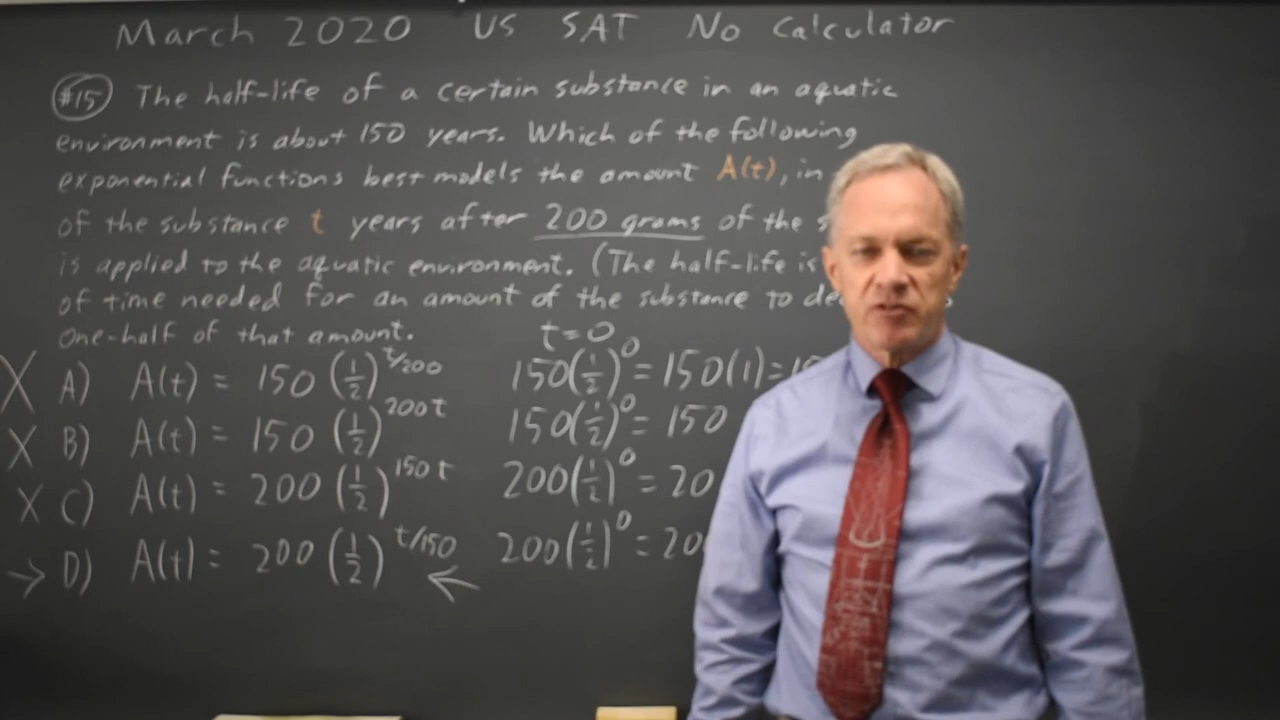 March 2020 US SAT No Calculator
#15 The half-life of a certain substance in an aquatic
environment is about 150 years. Which of the following
exponential functions best models the amount A(t), in
of the substance t years after 200 grams of the
is applied to the aquatic environment. (The half-life is
of time needed for an amount of the substance to
one-half of that amount.
t=0
X A) A(t) = 150 (1/2)^t/200 150(1/2)^0 = 150(1) =
X B) A(t) = 150 (1/2)^200t 150(1/2)^0 = 150
X C) A(t) = 200 (1/2)^150t 200(1/2)^0 = 20
→ D) A(t) = 200 (1/2)^t/150 ← 200(1/2)^0 = 20